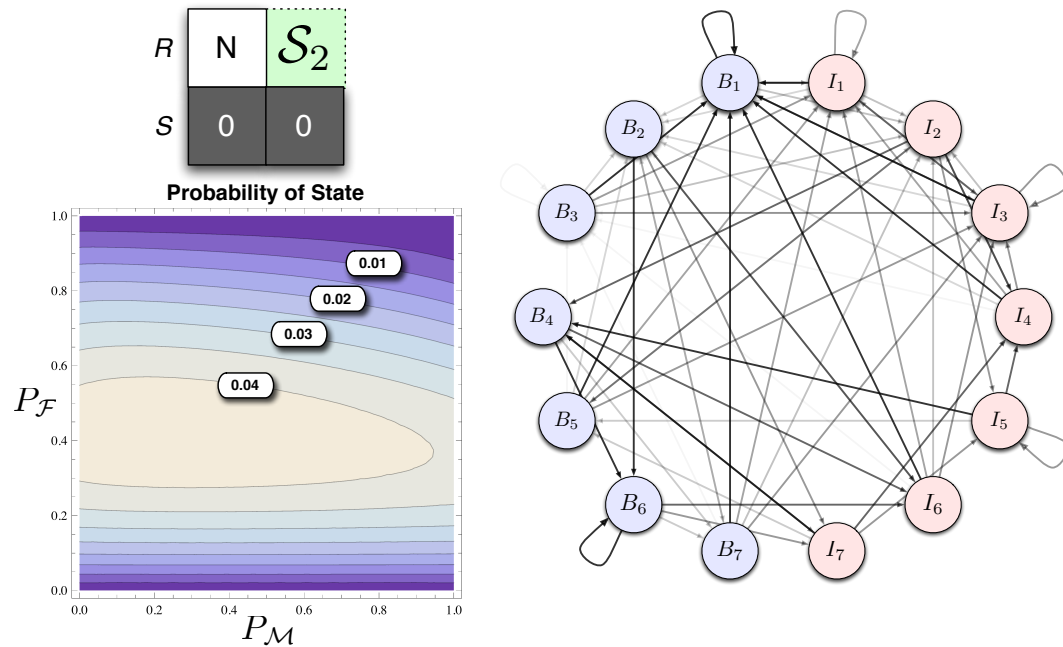 R N 𝒮₂
S 0 0
Probability of State
1.0
0.8
0.6
0.4
0.2
0.0
P_ℱ
0.01
0.02
0.03
0.04
0.0 0.2 0.4 0.6 0.8 1.0
P_ℳ
B₁
I₁
B₂
I₂
B₃
I₃
B₄
I₄
B₅
I₅
B₆
I₆
B₇
I₇